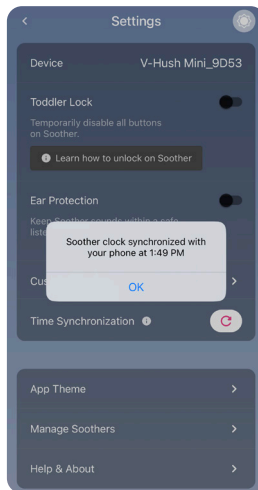 Settings
Device V-Hush Mini_9D53
Toddler Lock
Temporarily disable all buttons
on Soother.
Learn how to unlock on Soother
Ear Protection
Keep Soother sounds within a safe
liste
Soother clock synchronized with
your phone at 1:49 PM
OK
Cus
Time Synchronization
App Theme
Manage Soothers
Help & About